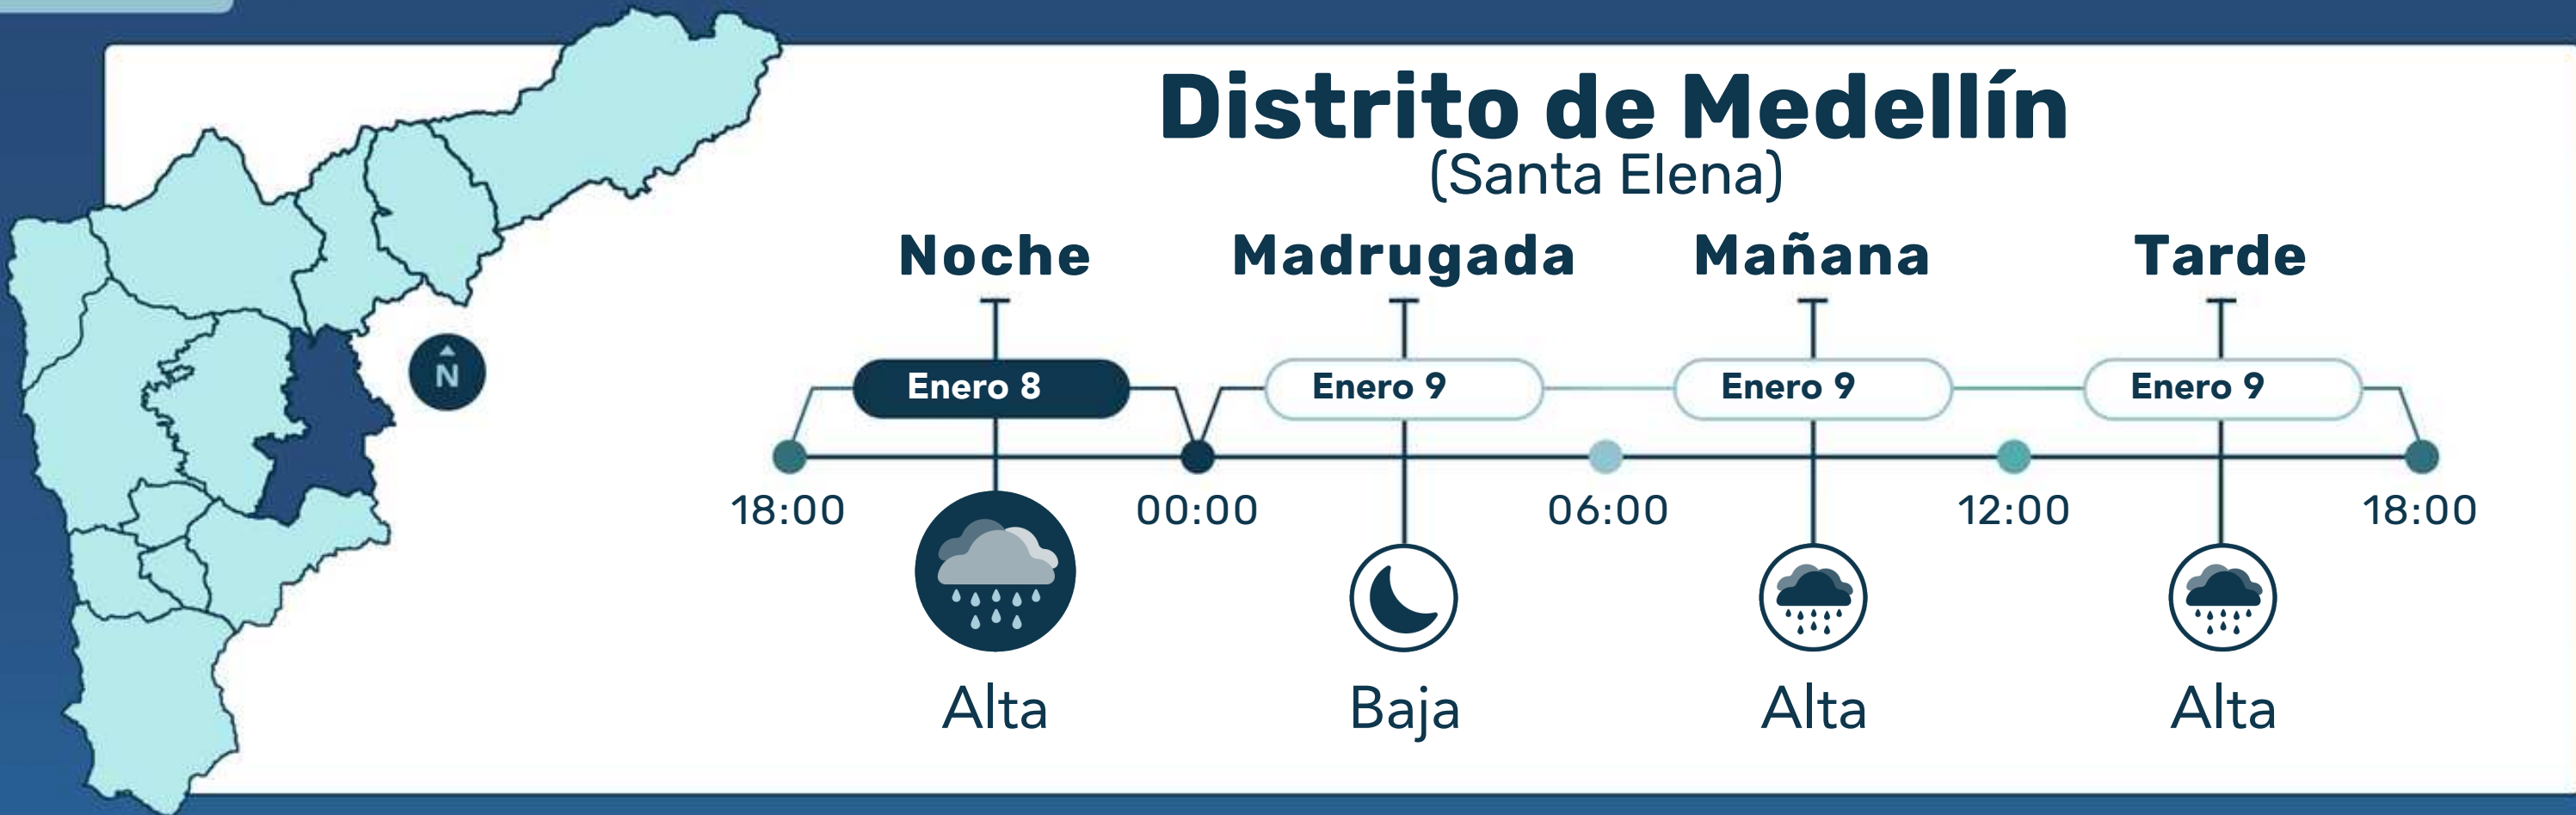 Distrito de Medellín
(Santa Elena)
Noche Madrugada Mañana Tarde
Enero 8 Enero 9 Enero 9 Enero 9
N
18:00 00:00 06:00 12:00 18:00
Alta Baja Alta Alta